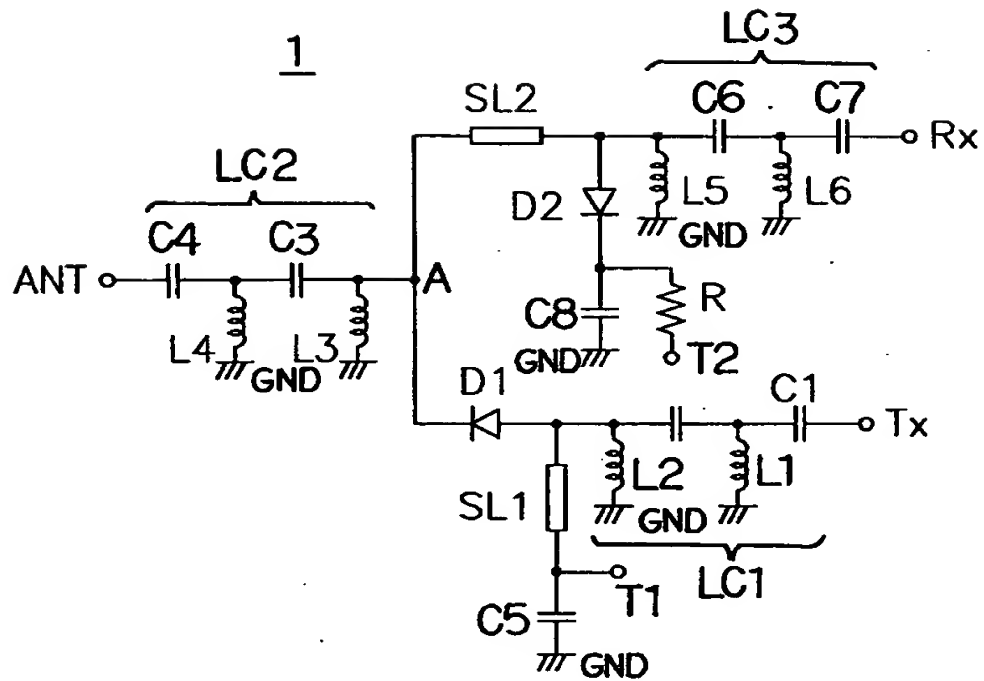 1
LC3
SL2
C6
C7
Rx
LC2
D2
L5
L6
C4
C3
GND
ANT
A
C8
R
L4
L3
GND
GND
T2
D1
C1
Tx
SL1
L2
L1
GND
LC1
C5
T1
GND